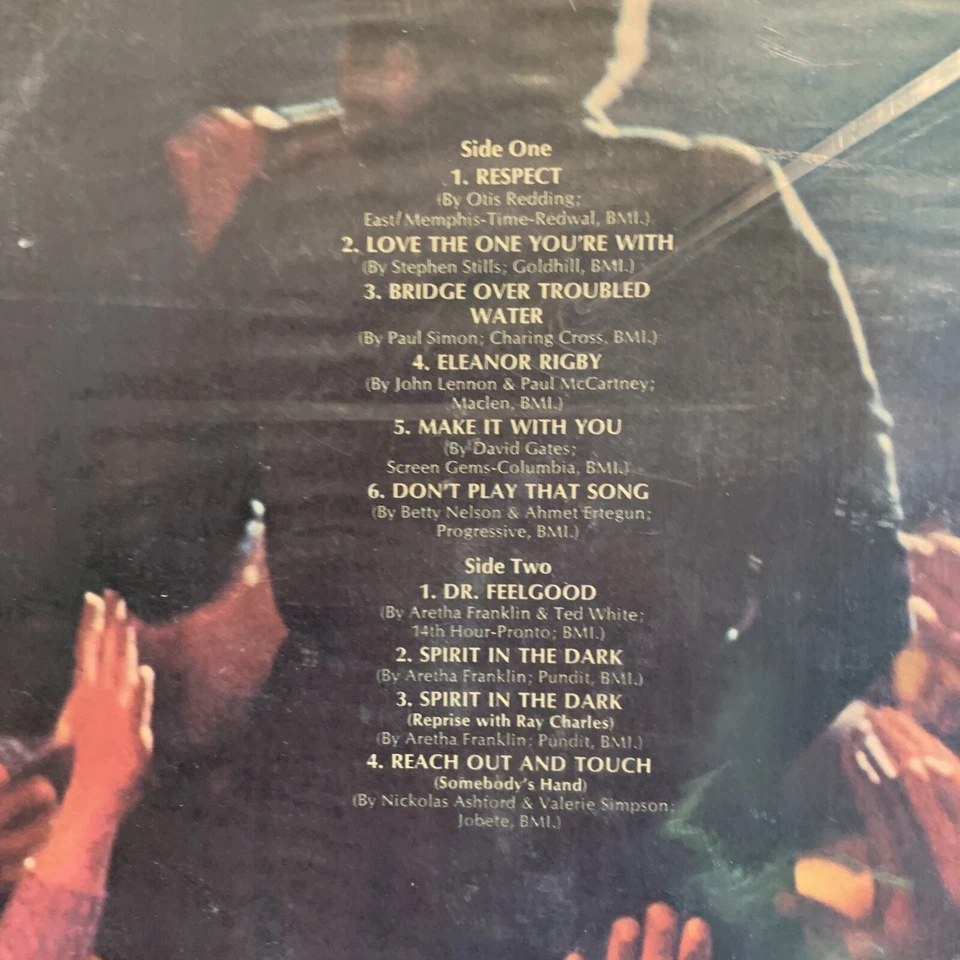 Side One
1. RESPECT
(By Otis Redding;
East/Memphis-Time-Redwal, BMI.)
2. LOVE THE ONE YOU'RE WITH
(By Stephen Stills; Goldhill, BMI.)
3. BRIDGE OVER TROUBLED
WATER
(By Paul Simon; Charing Cross, BMI.)
4. ELEANOR RIGBY
(By John Lennon & Paul McCartney;
Maclen, BMI.)
5. MAKE IT WITH YOU
(By David Gates;
Screen Gems-Columbia, BMI.)
6. DON'T PLAY THAT SONG
(By Betty Nelson & Ahmet Ertegun;
Progressive, BMI.)
Side Two
1. DR. FEELGOOD
(By Aretha Franklin & Ted White;
14th Hour-Pronto; BMI.)
2. SPIRIT IN THE DARK
(By Aretha Franklin; Pundit, BMI.)
3. SPIRIT IN THE DARK
(Reprise with Ray Charles)
(By Aretha Franklin; Pundit, BMI.)
4. REACH OUT AND TOUCH
(Somebody's Hand)
(By Nickolas Ashford & Valerie Simpson;
Jobete, BMI.)